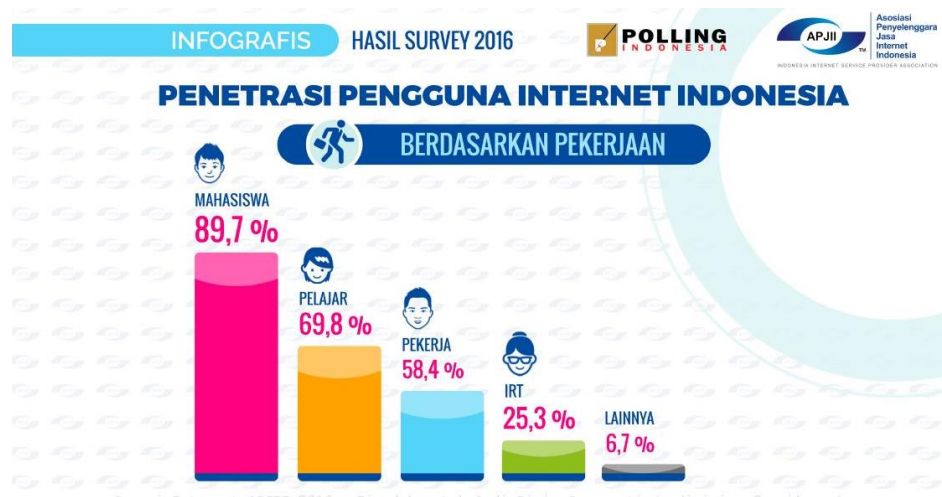 INFOGRAFIS HASIL SURVEY 2016
POLLING
INDONESIA
APJII
TM
Asosiasi
Penyelenggara
Jasa
Internet
Indonesia
INDONESIA INTERNET SERVICE PROVIDER ASSOCIATION
PENETRASI PENGGUNA INTERNET INDONESIA
BERDASARKAN PEKERJAAN
MAHASISWA
89,7 %
PELAJAR
69,8 %
PEKERJA
58,4 %
IRT
25,3 %
LAINNYA
6,7 %